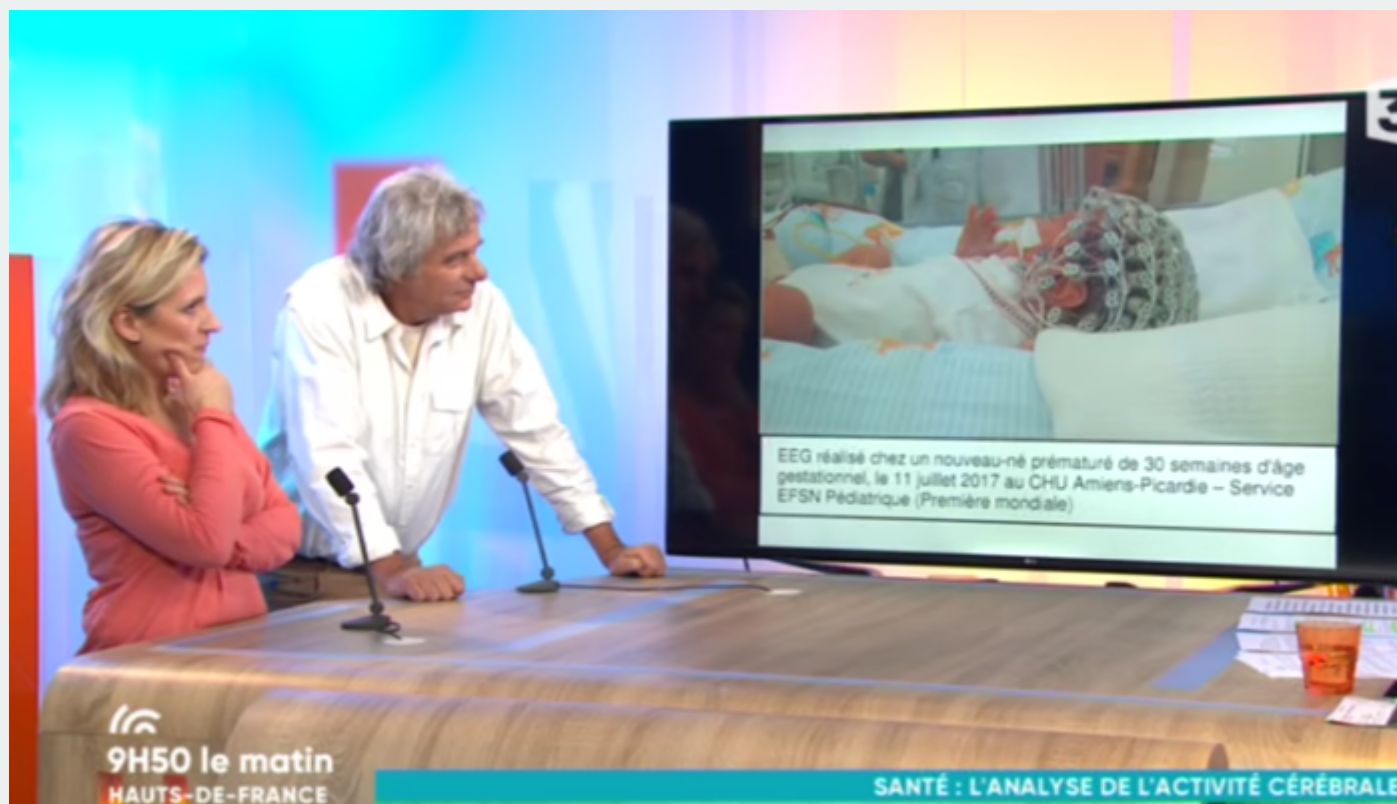 3
EEG réalisé chez un nouveau-né prématuré de 30 semaines d'âge
gestationnel, le 11 juillet 2017 au CHU Amiens-Picardie – Service
EFSN Pédiatrique (Première mondiale)
9H50 le matin
HAUTS-DE-FRANCE
SANTÉ : L'ANALYSE DE L'ACTIVITÉ CÉRÉBRALE